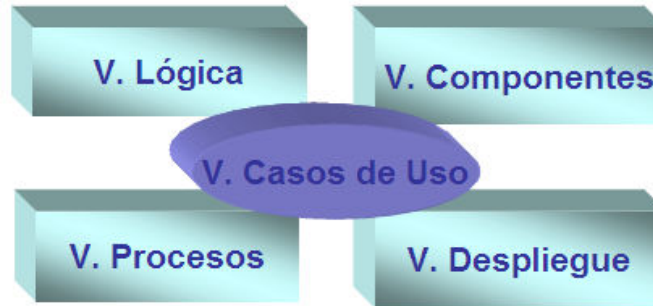 V. Lógica
V. Componentes
V. Casos de Uso
V. Procesos
V. Despliegue